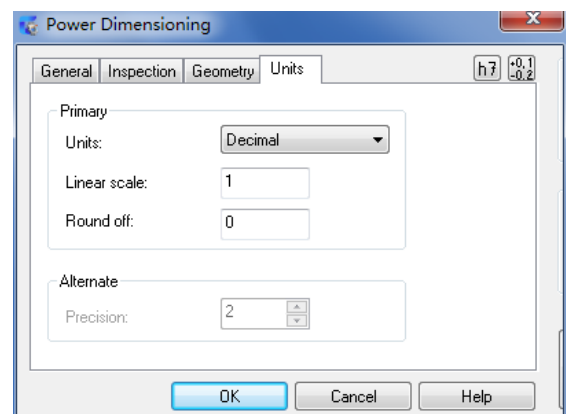 Power Dimensioning
General Inspection Geometry Units h7 +0,1
-0,2
Primary
Units: Decimal
Linear scale: 1
Round off: 0
Alternate
Precision: 2
OK Cancel Help